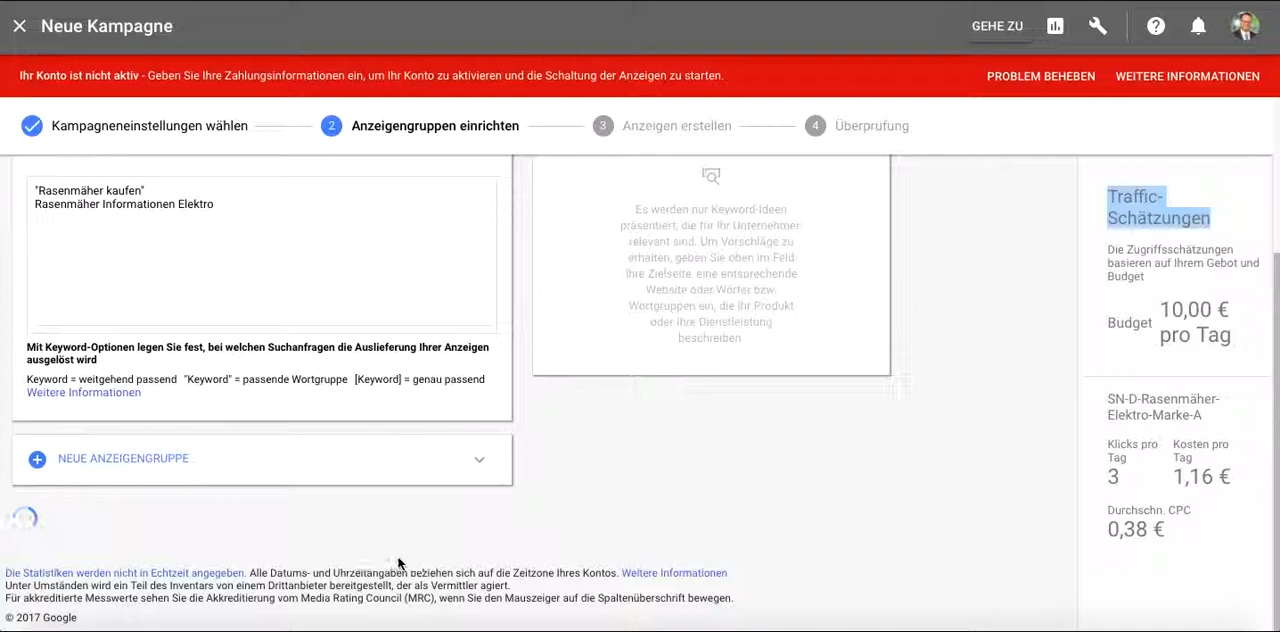 Neue Kampagne
GEHE ZU
Ihr Konto ist nicht aktiv - Geben Sie Ihre Zahlungsinformationen ein, um Ihr Konto zu aktivieren und die Schaltung der Anzeigen zu starten.
PROBLEM BEHEBEN
WEITERE INFORMATIONEN
Kampagneneinstellungen wählen
2 Anzeigengruppen einrichten
3 Anzeigen erstellen
4 Überprüfung
"Rasenmäher kaufen"
Rasenmäher Informationen Elektro
Mit Keyword-Optionen legen Sie fest, bei welchen Suchanfragen die Auslieferung Ihrer Anzeigen
ausgelöst wird
Keyword = weitgehend passend "Keyword" = passende Wortgruppe [Keyword] = genau passend
Weitere Informationen
NEUE ANZEIGENGRUPPE
Es werden nur Keyword-Ideen
präsentiert, die für Ihr Unternehmen
relevant sind. Um Vorschläge zu
erhalten, geben Sie oben im Feld
Ihre Zielseite, eine entsprechende
Website oder Wörter bzw.
Wortgruppen ein, die Ihr Produkt
oder Ihre Dienstleistung
beschreiben
Traffic-
Schätzungen
Die Zugriffsschätzungen
basieren auf Ihrem Gebot und
Budget
Budget 10,00 €
pro Tag
SN-D-Rasenmäher-
Elektro-Marke-A
Klicks pro
Tag
3
Kosten pro
Tag
1,16 €
Durchschn. CPC
0,38 €
Die Statistiken werden nicht in Echtzeit angegeben. Alle Datums- und Uhrzeitangaben beziehen sich auf die Zeitzone Ihres Kontos. Weitere Informationen
Unter Umständen wird ein Teil des Inventars von einem Drittanbieter bereitgestellt, der als Vermittler agiert.
Für akkreditierte Messwerte sehen Sie die Akkreditierung vom Media Rating Council (MRC), wenn Sie den Mauszeiger auf die Spaltenüberschrift bewegen.
© 2017 Google